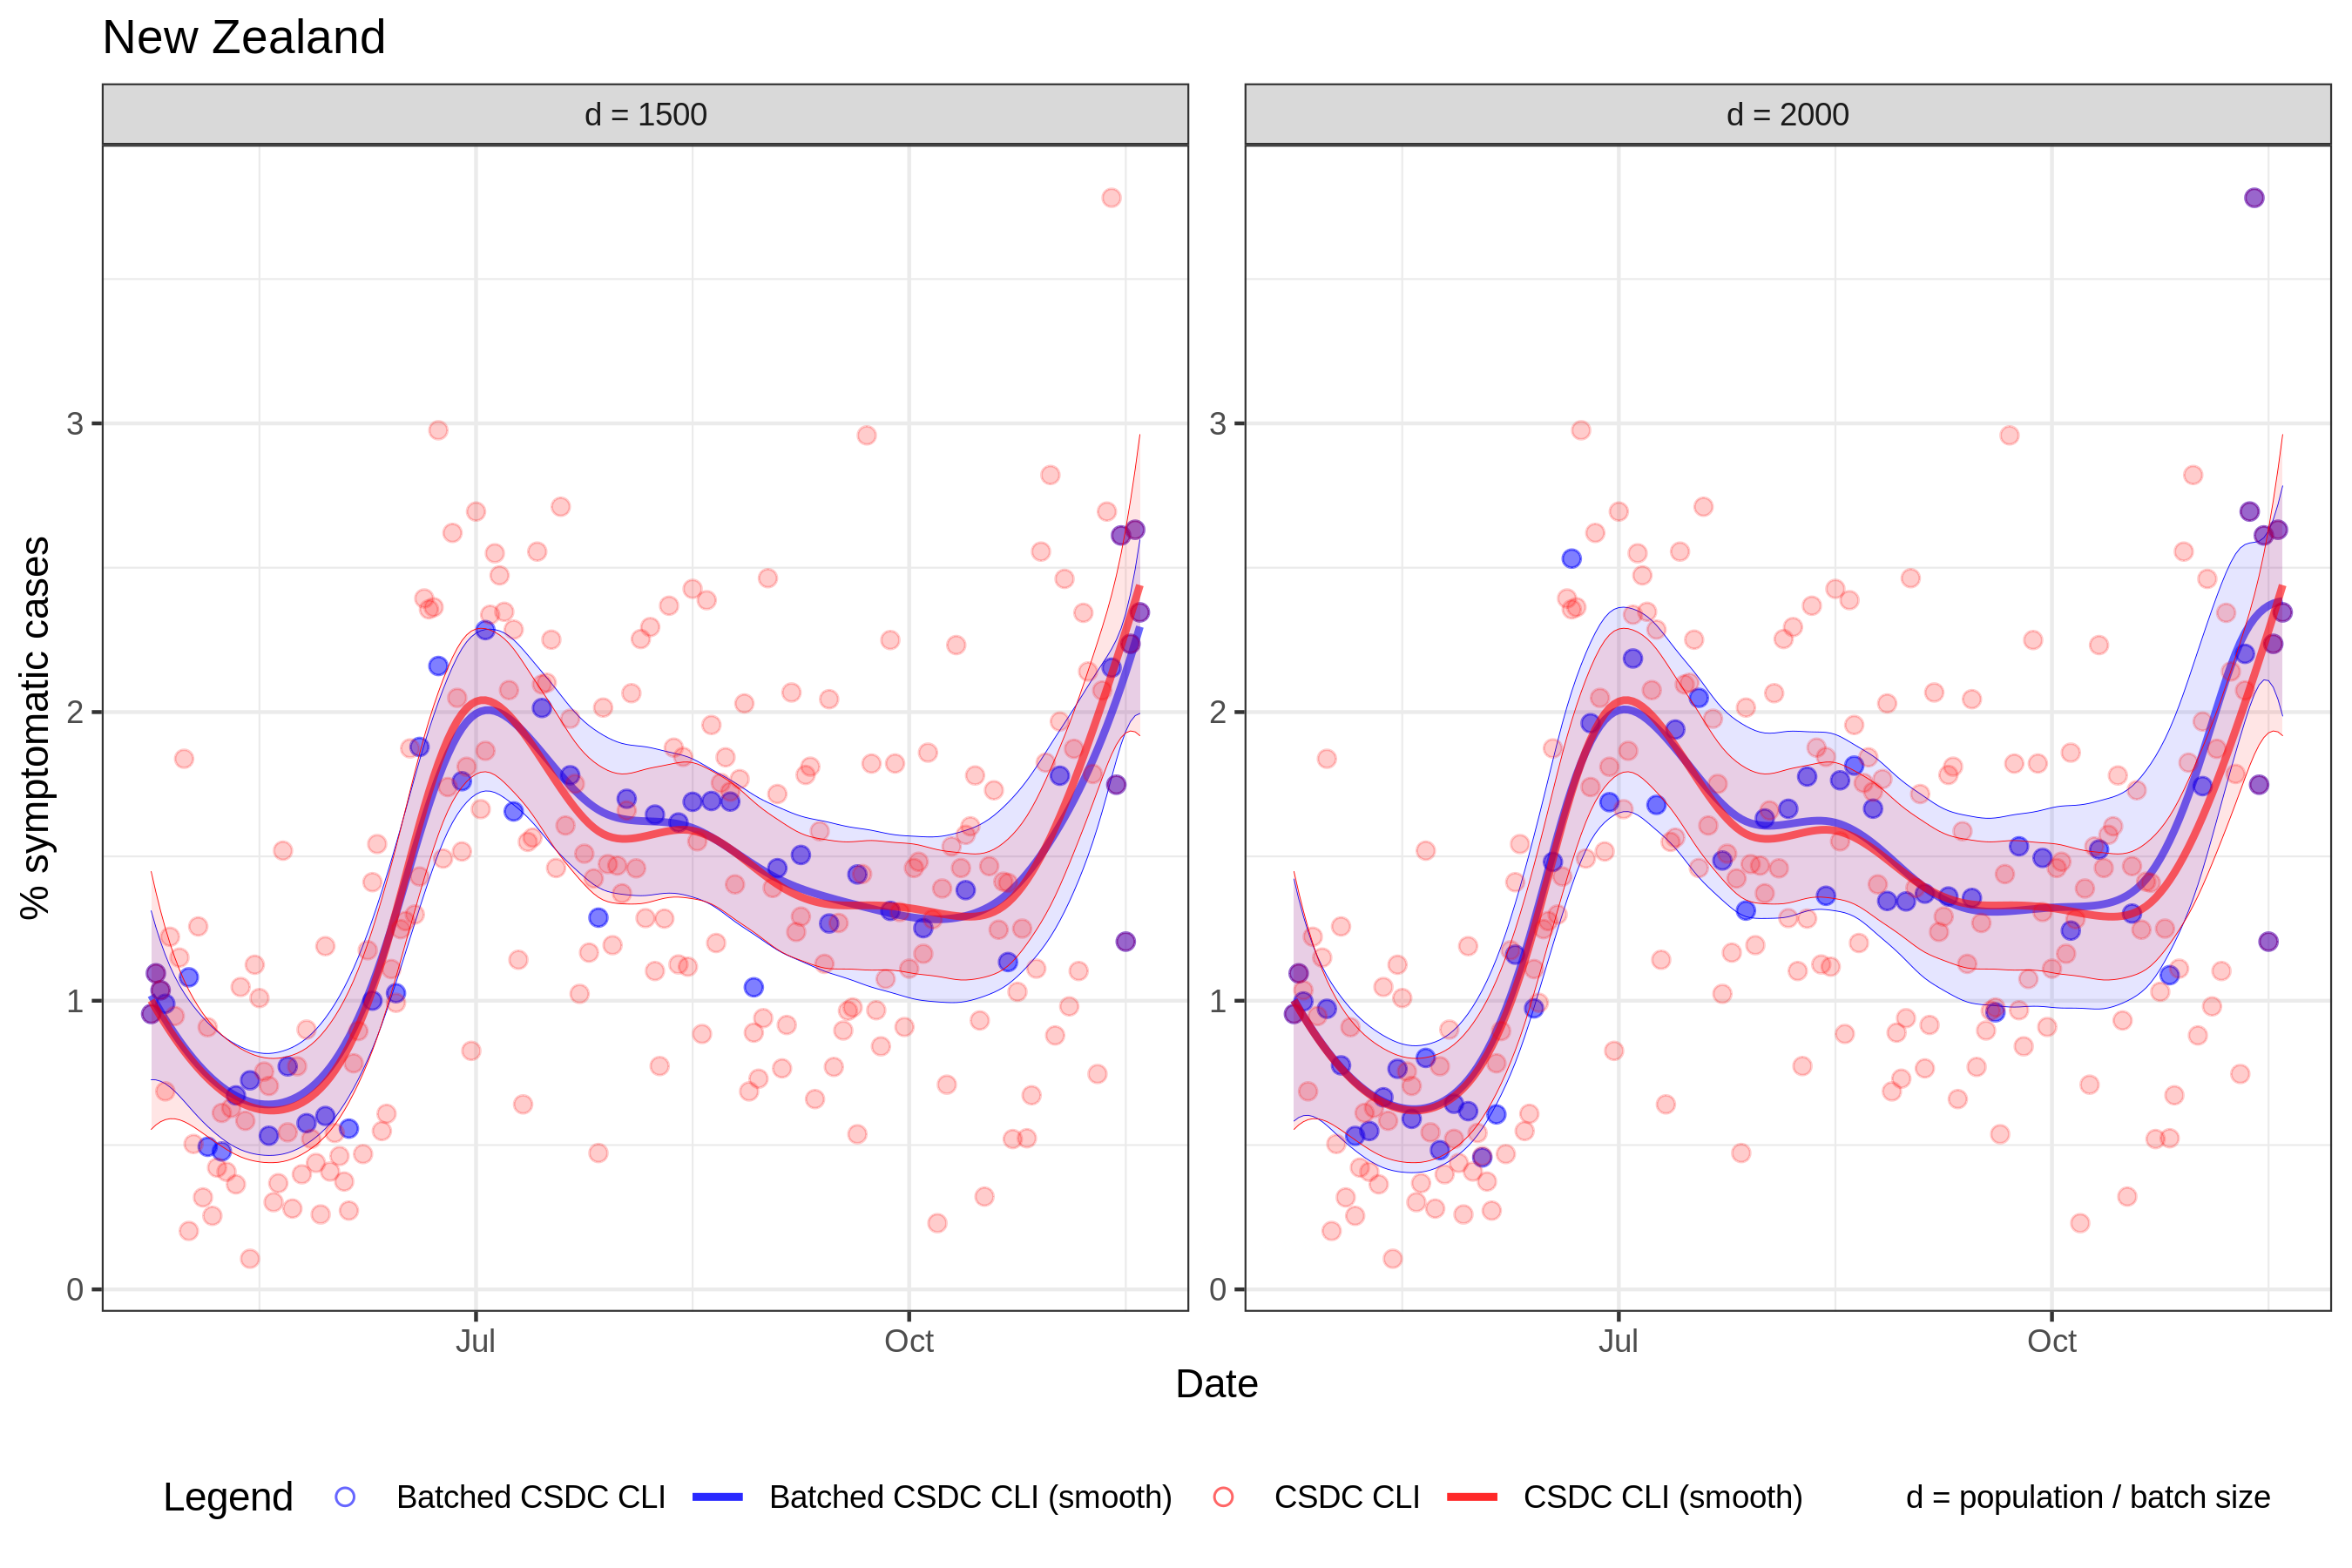 New Zealand
d = 1500
d = 2000
% symptomatic cases
3
2
1
0
3
2
1
0
Jul
Oct
Jul
Oct
Date
Legend
Batched CSDC CLI
Batched CSDC CLI (smooth)
CSDC CLI
CSDC CLI (smooth)
d = population / batch size